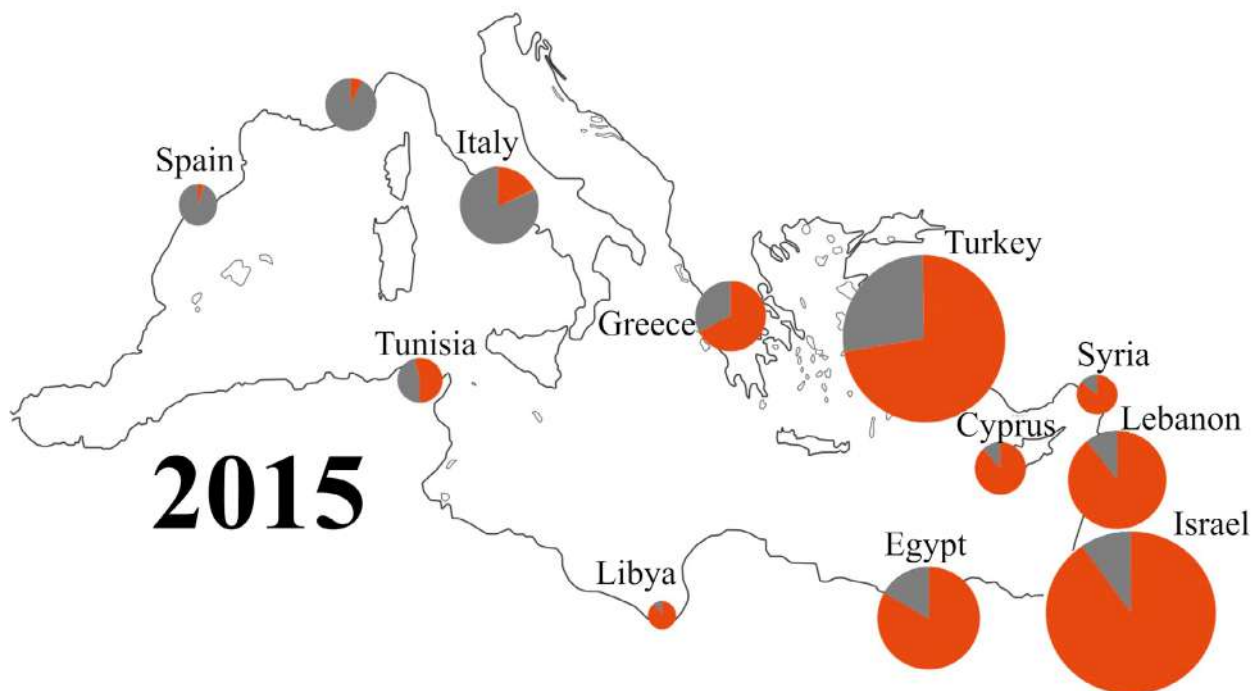 Italy
Spain
Turkey
Greece
Tunisia
Syria
Cyprus
Lebanon
2015
Israel
Egypt
Libya